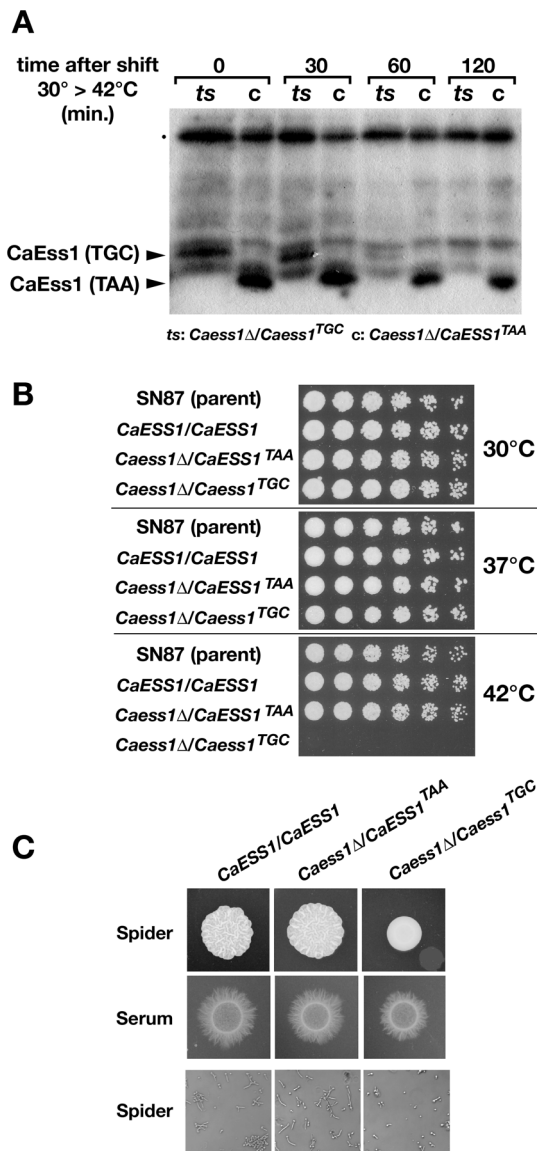 A
time after shift 0 30 60 120
30° > 42°C ts c ts c ts c ts c
(min.)
CaEss1 (TGC)
CaEss1 (TAA)
ts: Caess1Δ/Caess1TGC c: Caess1Δ/CaESS1TAA
B
SN87 (parent)
CaESS1/CaESS1
Caess1Δ/CaESS1TAA
Caess1Δ/Caess1TGC
30°C
SN87 (parent)
CaESS1/CaESS1
Caess1Δ/CaESS1TAA
Caess1Δ/Caess1TGC
37°C
SN87 (parent)
CaESS1/CaESS1
Caess1Δ/CaESS1TAA
Caess1Δ/Caess1TGC
42°C
C
CaESS1/CaESS1
Caess1Δ/CaESS1TAA
Caess1Δ/Caess1TGC
Spider
Serum
Spider